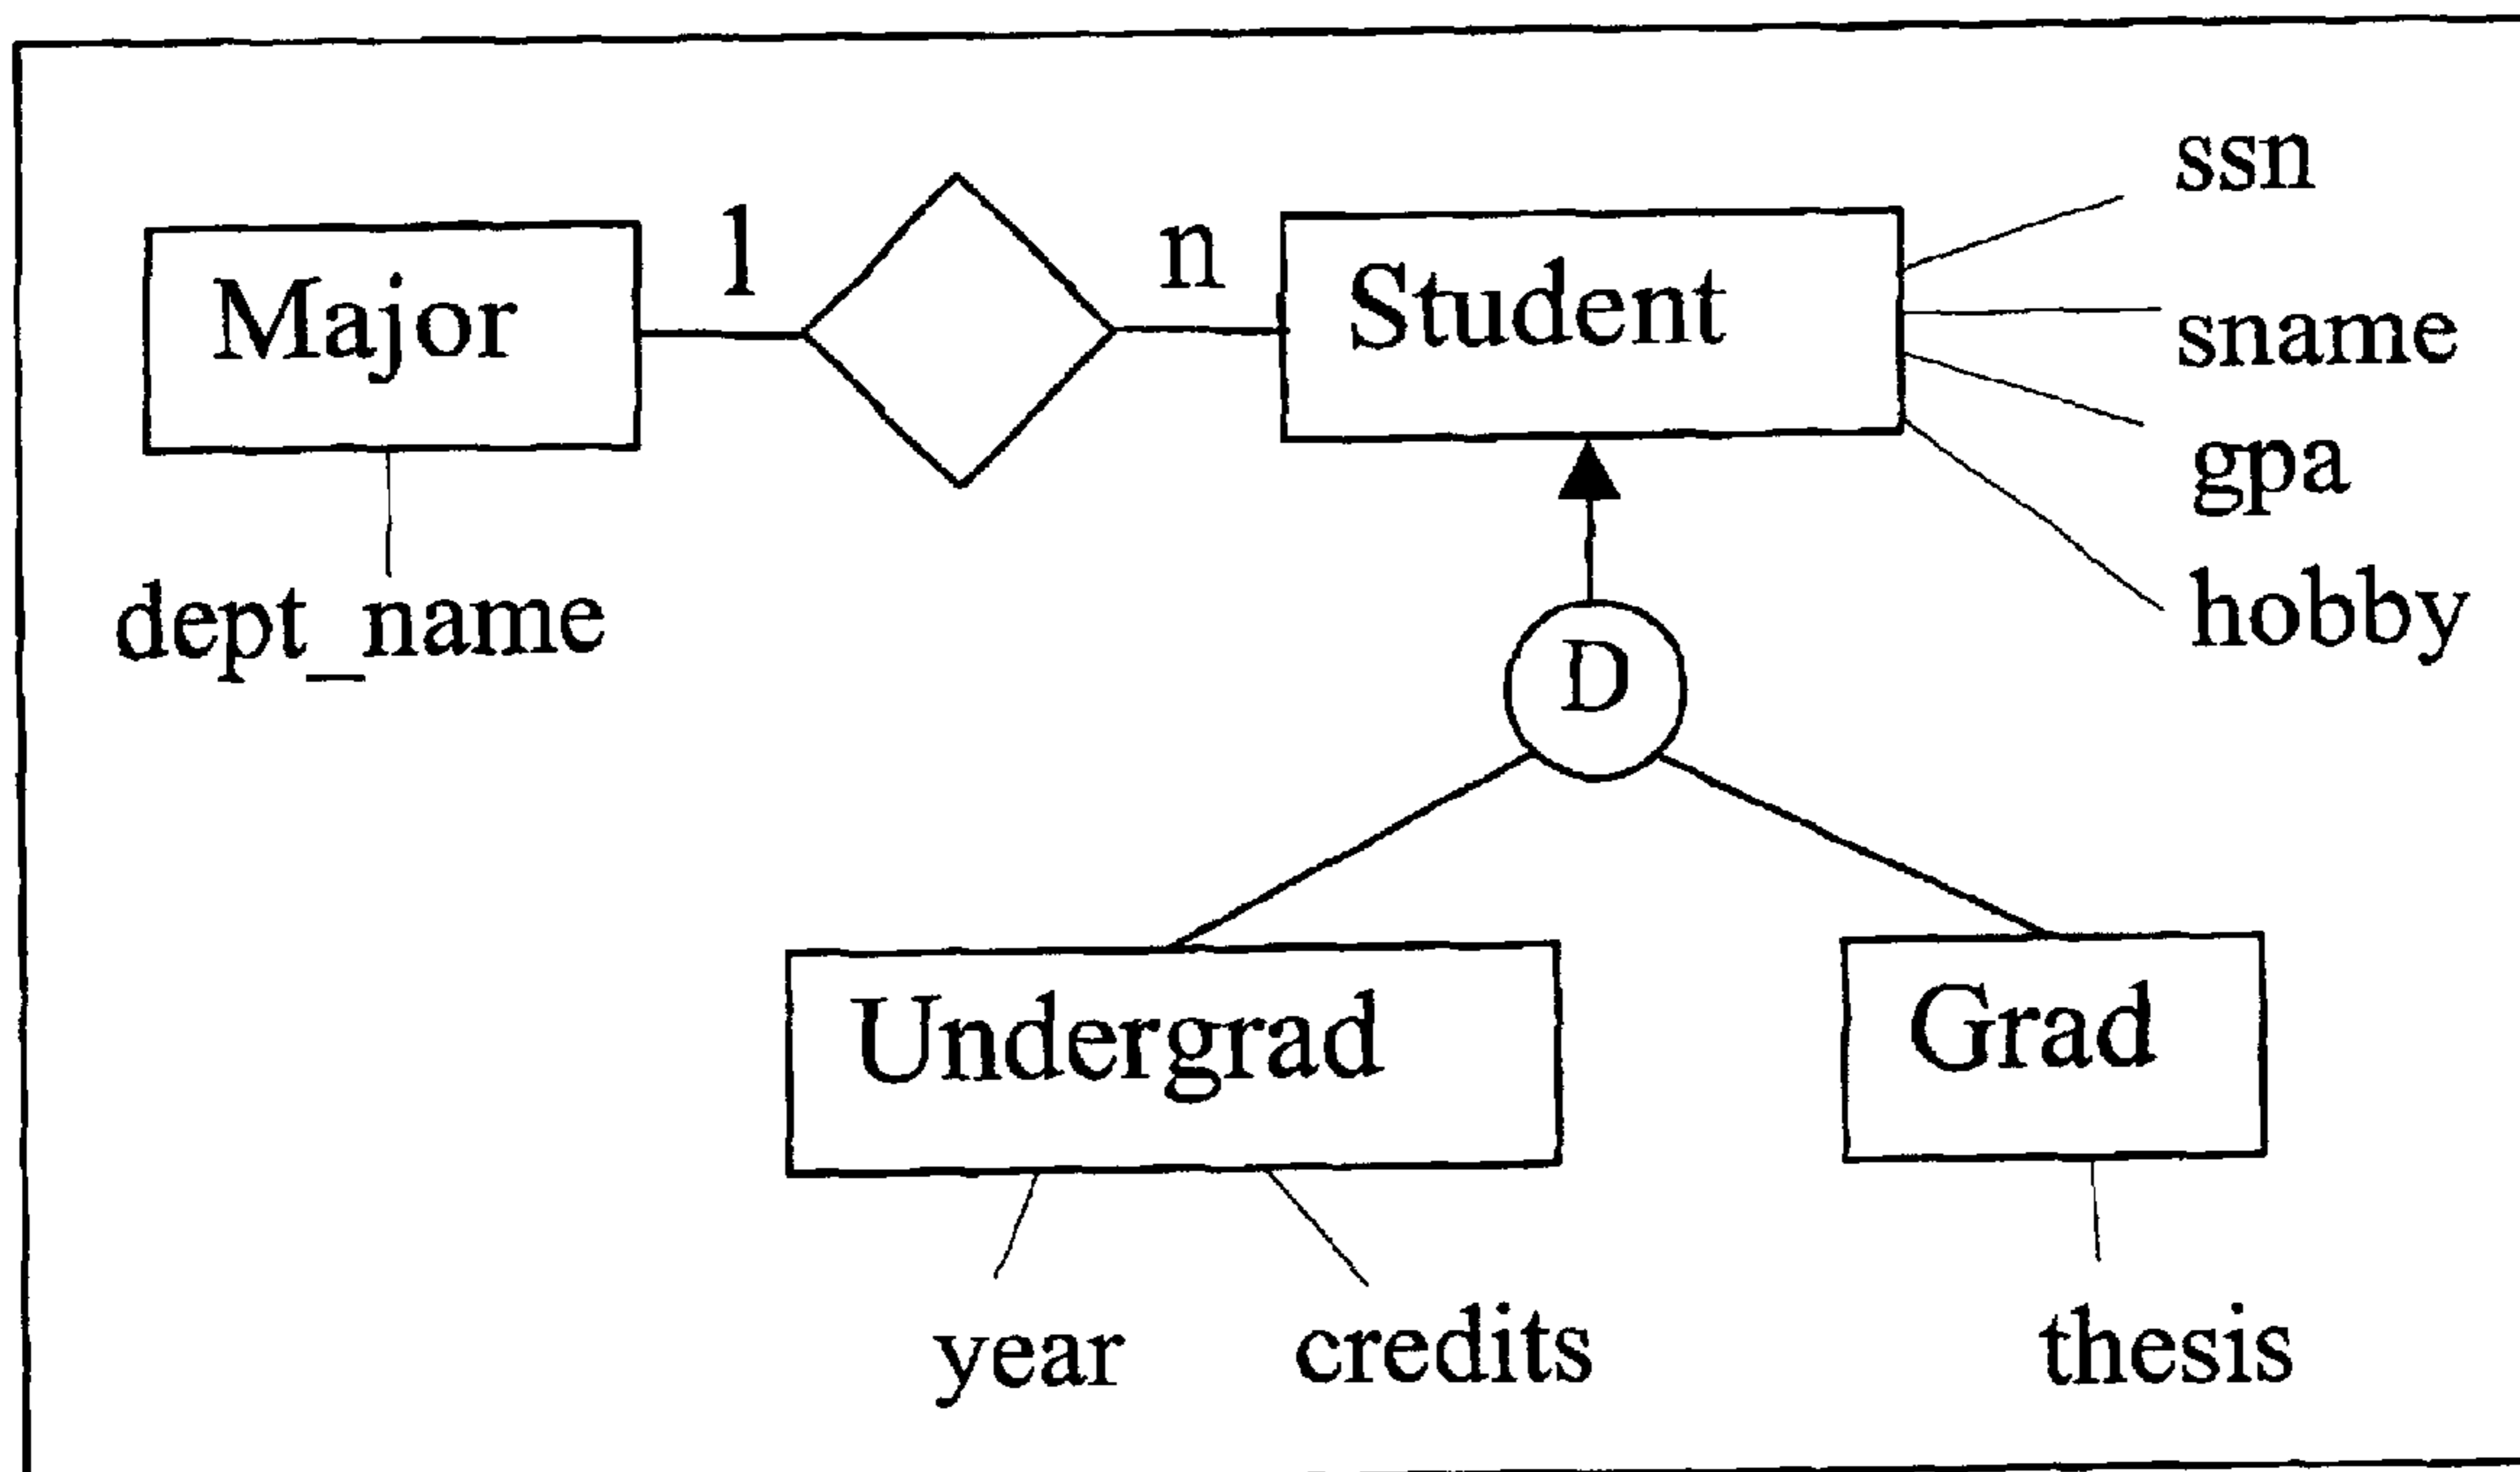 ssn
1
n
Major
Student
sname
gpa
dept_name
hobby
D
Undergrad
Grad
year
credits
thesis